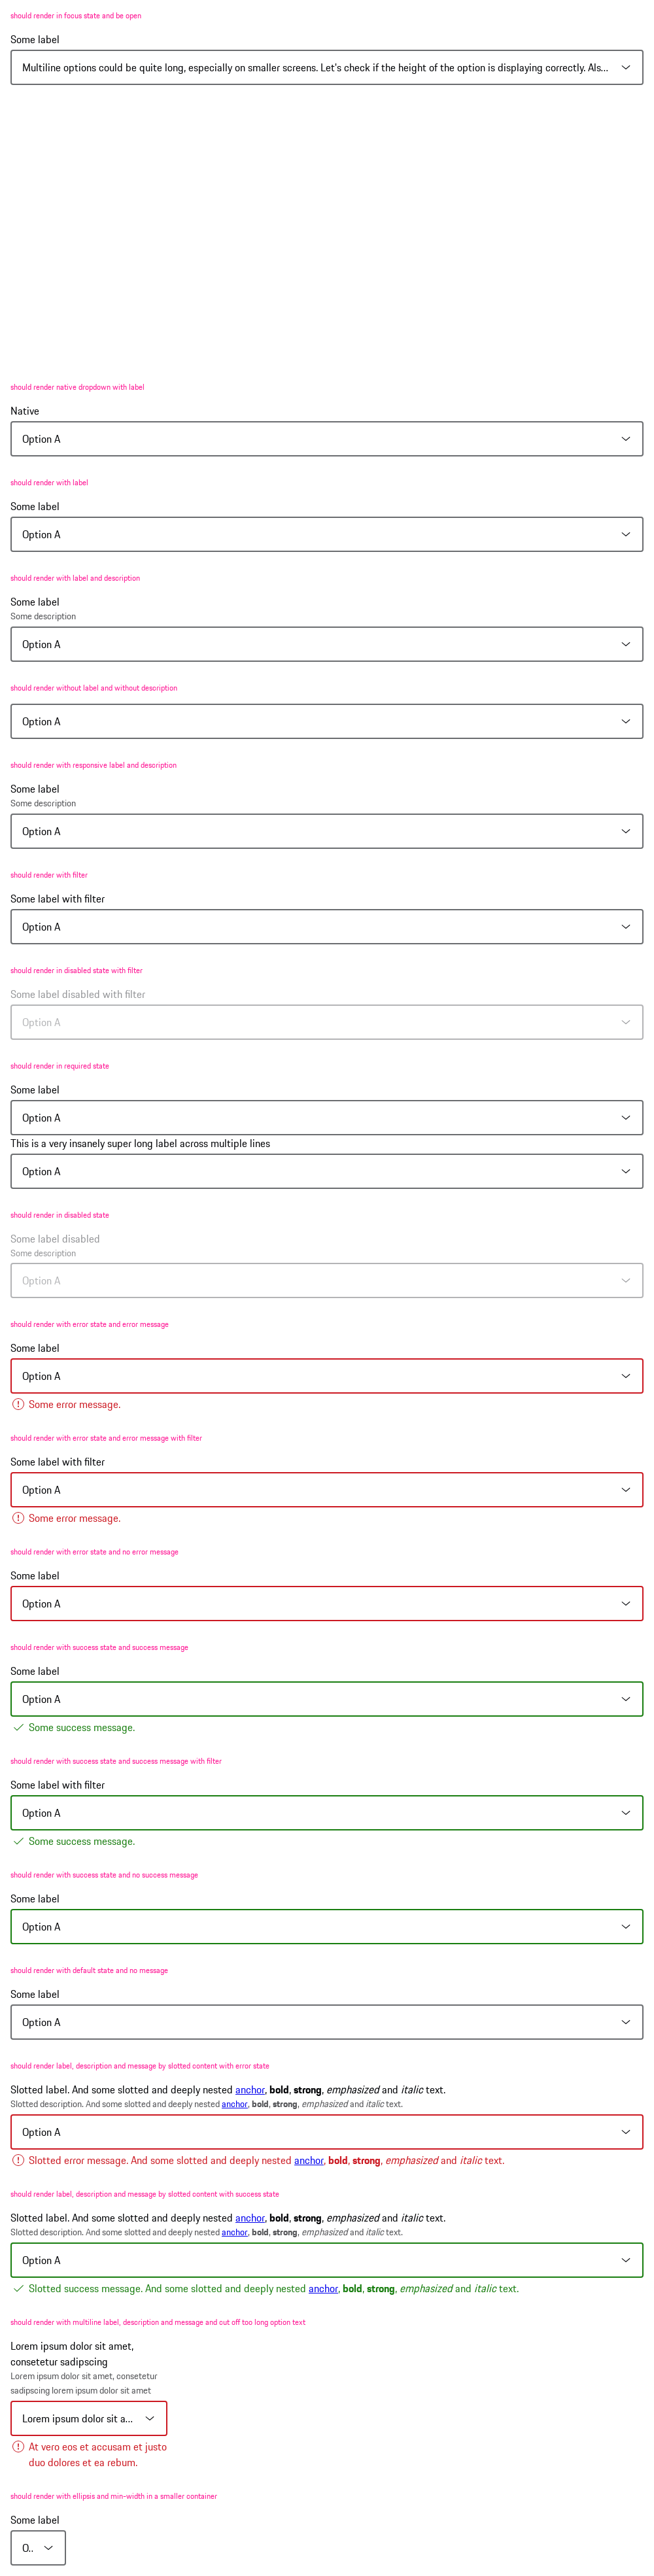 should render in focus state and be open
Some label
Multiline options could be quite long, especially on smaller screens. Let's check if the height of the option is displaying correctly. Als...
should render native dropdown with label
Native
Option A
should render with label
Some label
Option A
should render with label and description
Some label
Some description
Option A
should render without label and without description
Option A
should render with responsive label and description
Some label
Some description
Option A
should render with filter
Some label with filter
Option A
should render in disabled state with filter
Some label disabled with filter
Option A
should render in required state
Some label
Option A
This is a very insanely super long label across multiple lines
Option A
should render in disabled state
Some label disabled
Some description
Option A
should render with error state and error message
Some label
Option A
Some error message.
should render with error state and error message with filter
Some label with filter
Option A
Some error message.
should render with error state and no error message
Some label
Option A
should render with success state and success message
Some label
Option A
Some success message.
should render with success state and success message with filter
Some label with filter
Option A
Some success message.
should render with success state and no success message
Some label
Option A
should render with default state and no message
Some label
Option A
should render label, description and message by slotted content with error state
Slotted label. And some slotted and deeply nested anchor, bold, strong, emphasized and italic text.
Slotted description. And some slotted and deeply nested anchor, bold, strong, emphasized and italic text.
Option A
Slotted error message. And some slotted and deeply nested anchor, bold, strong, emphasized and italic text.
should render label, description and message by slotted content with success state
Slotted label. And some slotted and deeply nested anchor, bold, strong, emphasized and italic text.
Slotted description. And some slotted and deeply nested anchor, bold, strong, emphasized and italic text.
Option A
Slotted success message. And some slotted and deeply nested anchor, bold, strong, emphasized and italic text.
should render with multiline label, description and message and cut off too long option text
Lorem ipsum dolor sit amet,
consetetur sadipscing
Lorem ipsum dolor sit amet, consetetur
sadipscing lorem ipsum dolor sit amet
Lorem ipsum dolor sit a...
At vero eos et accusam et justo
duo dolores et ea rebum.
should render with ellipsis and min-width in a smaller container
Some label
O..